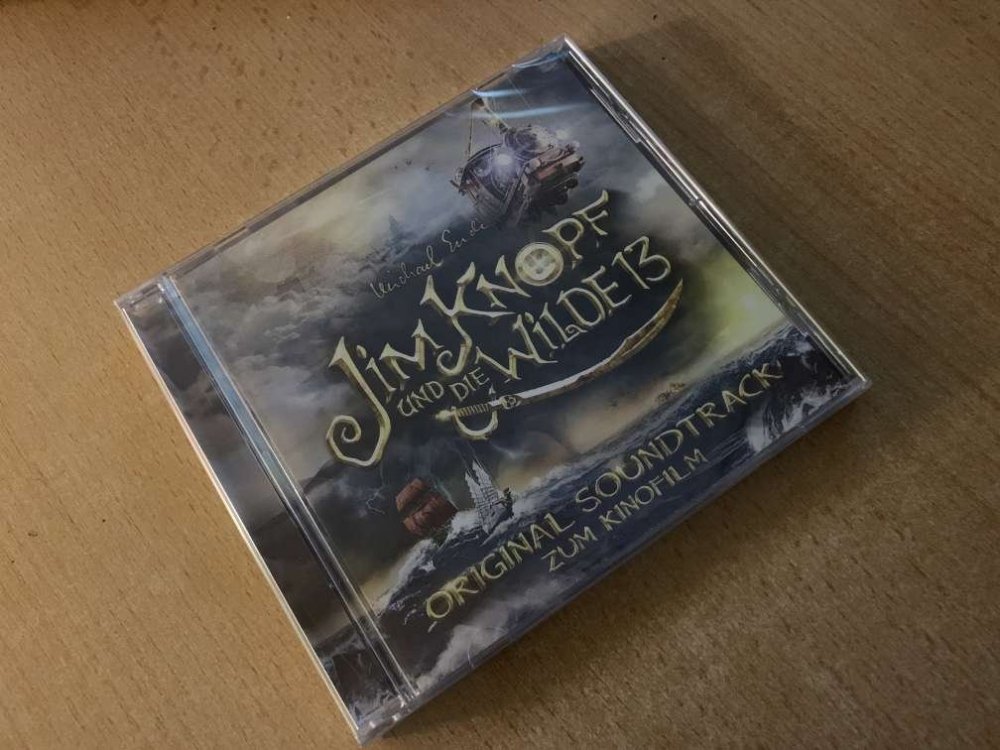 Michael Ende
JIM KNOPF
UND DIE WILDE 13
ORIGINAL SOUNDTRACK
ZUM KINOFILM